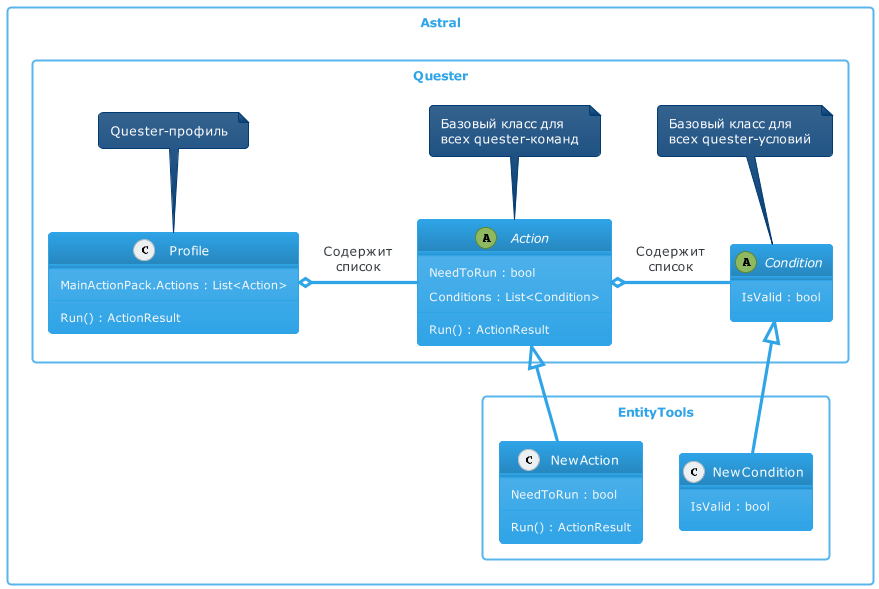 Astral
Quester
Quester-профиль
Базовый класс для
всех quester-команд
Базовый класс для
всех quester-условий
C Profile
MainActionPack.Actions : List<Action>
Run() : ActionResult
Содержит
список
A Action
NeedToRun : bool
Conditions : List<Condition>
Run() : ActionResult
Содержит
список
A Condition
IsValid : bool
EntityTools
C NewAction
NeedToRun : bool
Run() : ActionResult
C NewCondition
IsValid : bool